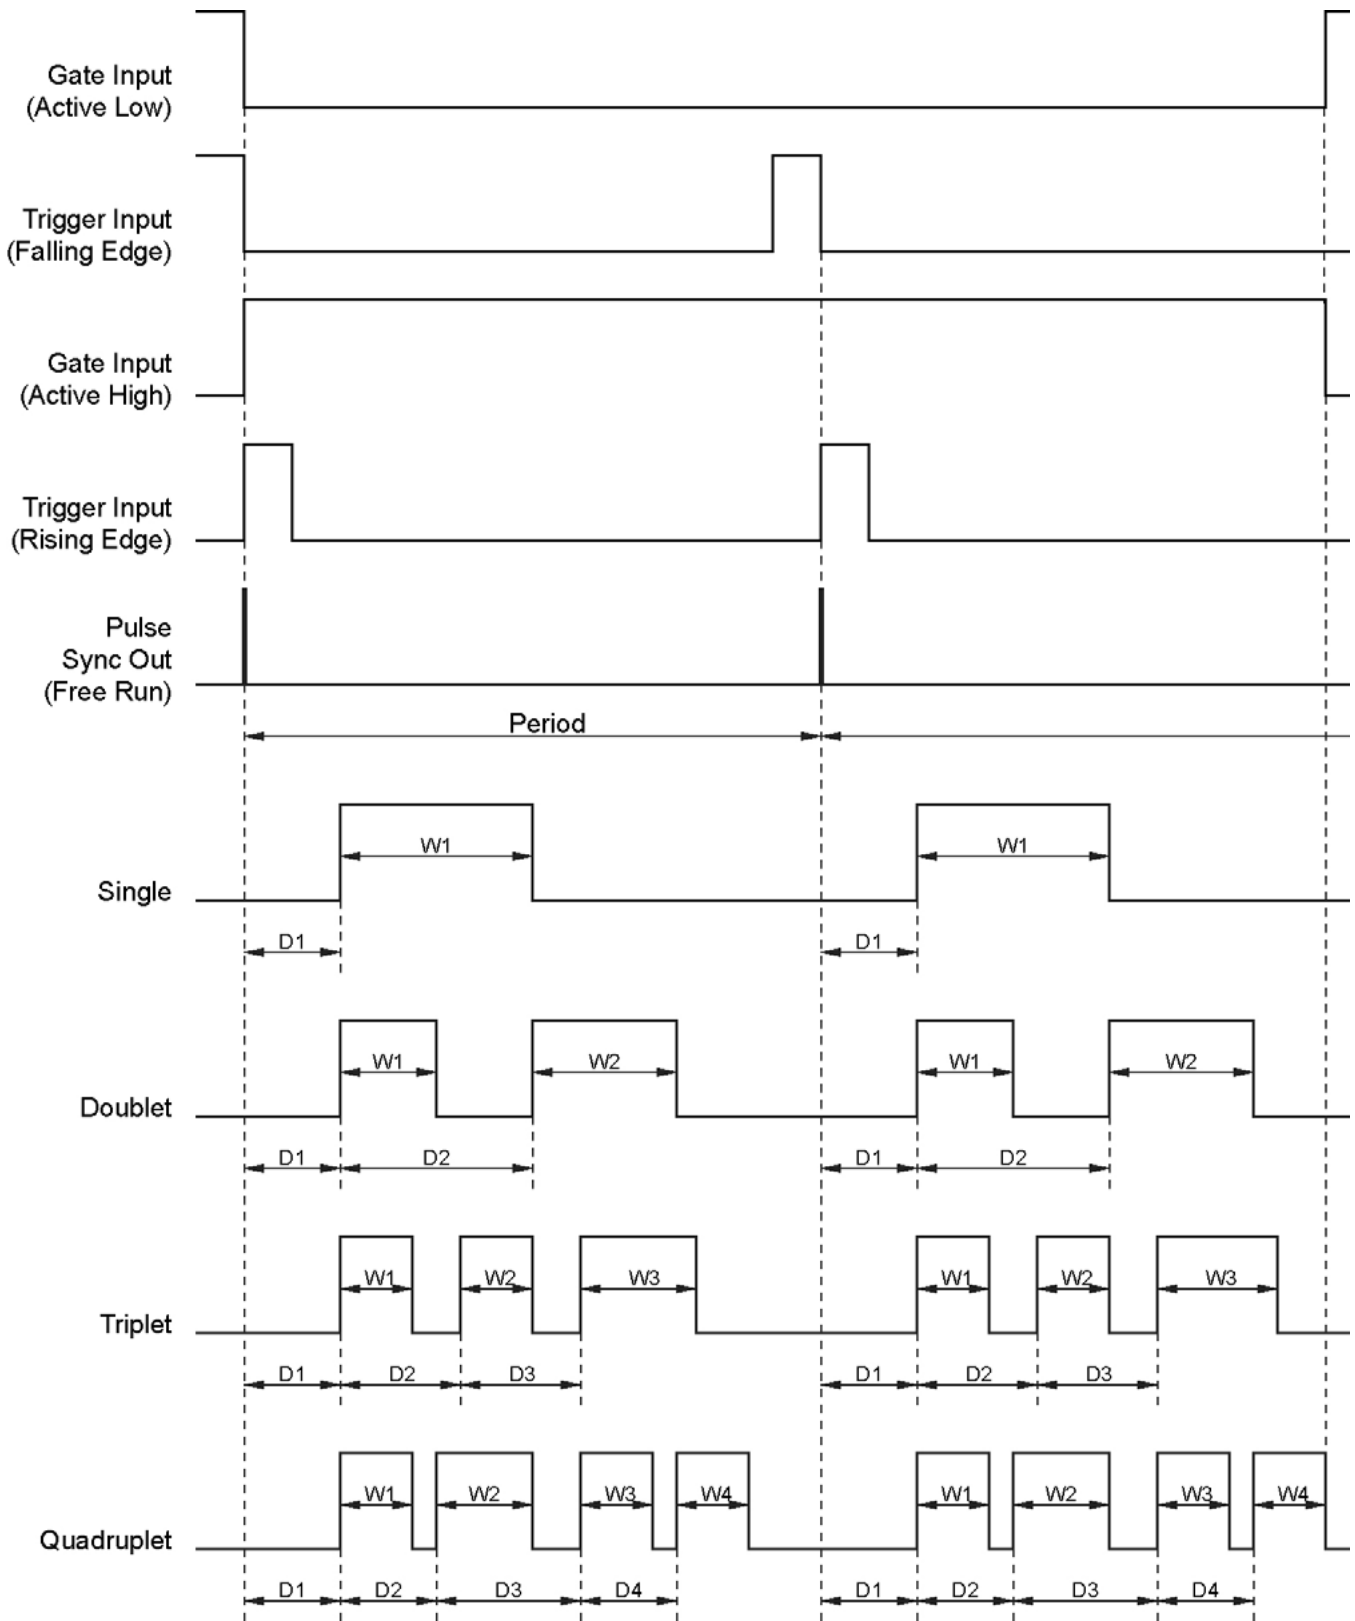 Gate Input
(Active Low)
Trigger Input
(Falling Edge)
Gate Input
(Active High)
Trigger Input
(Rising Edge)
Pulse
Sync Out
(Free Run)
Period
W1 W1
Single
D1 D1
W1 W2 W1 W2
Doublet
D1 D2 D1 D2
W1 W2 W3 W1 W2 W3
Triplet
D1 D2 D3 D1 D2 D3
W1 W2 W3 W4 W1 W2 W3 W4
Quadruplet
D1 D2 D3 D4 D1 D2 D3 D4